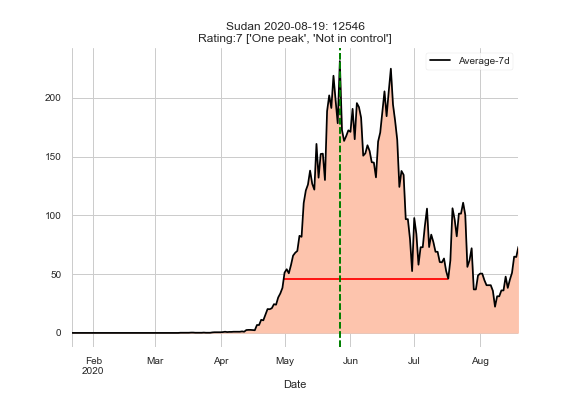 Sudan 2020-08-19: 12546
Rating:7 ['One peak', 'Not in control']
Average-7d
200
150
100
50
0
Feb Mar Apr May Jun Jul Aug
2020
Date